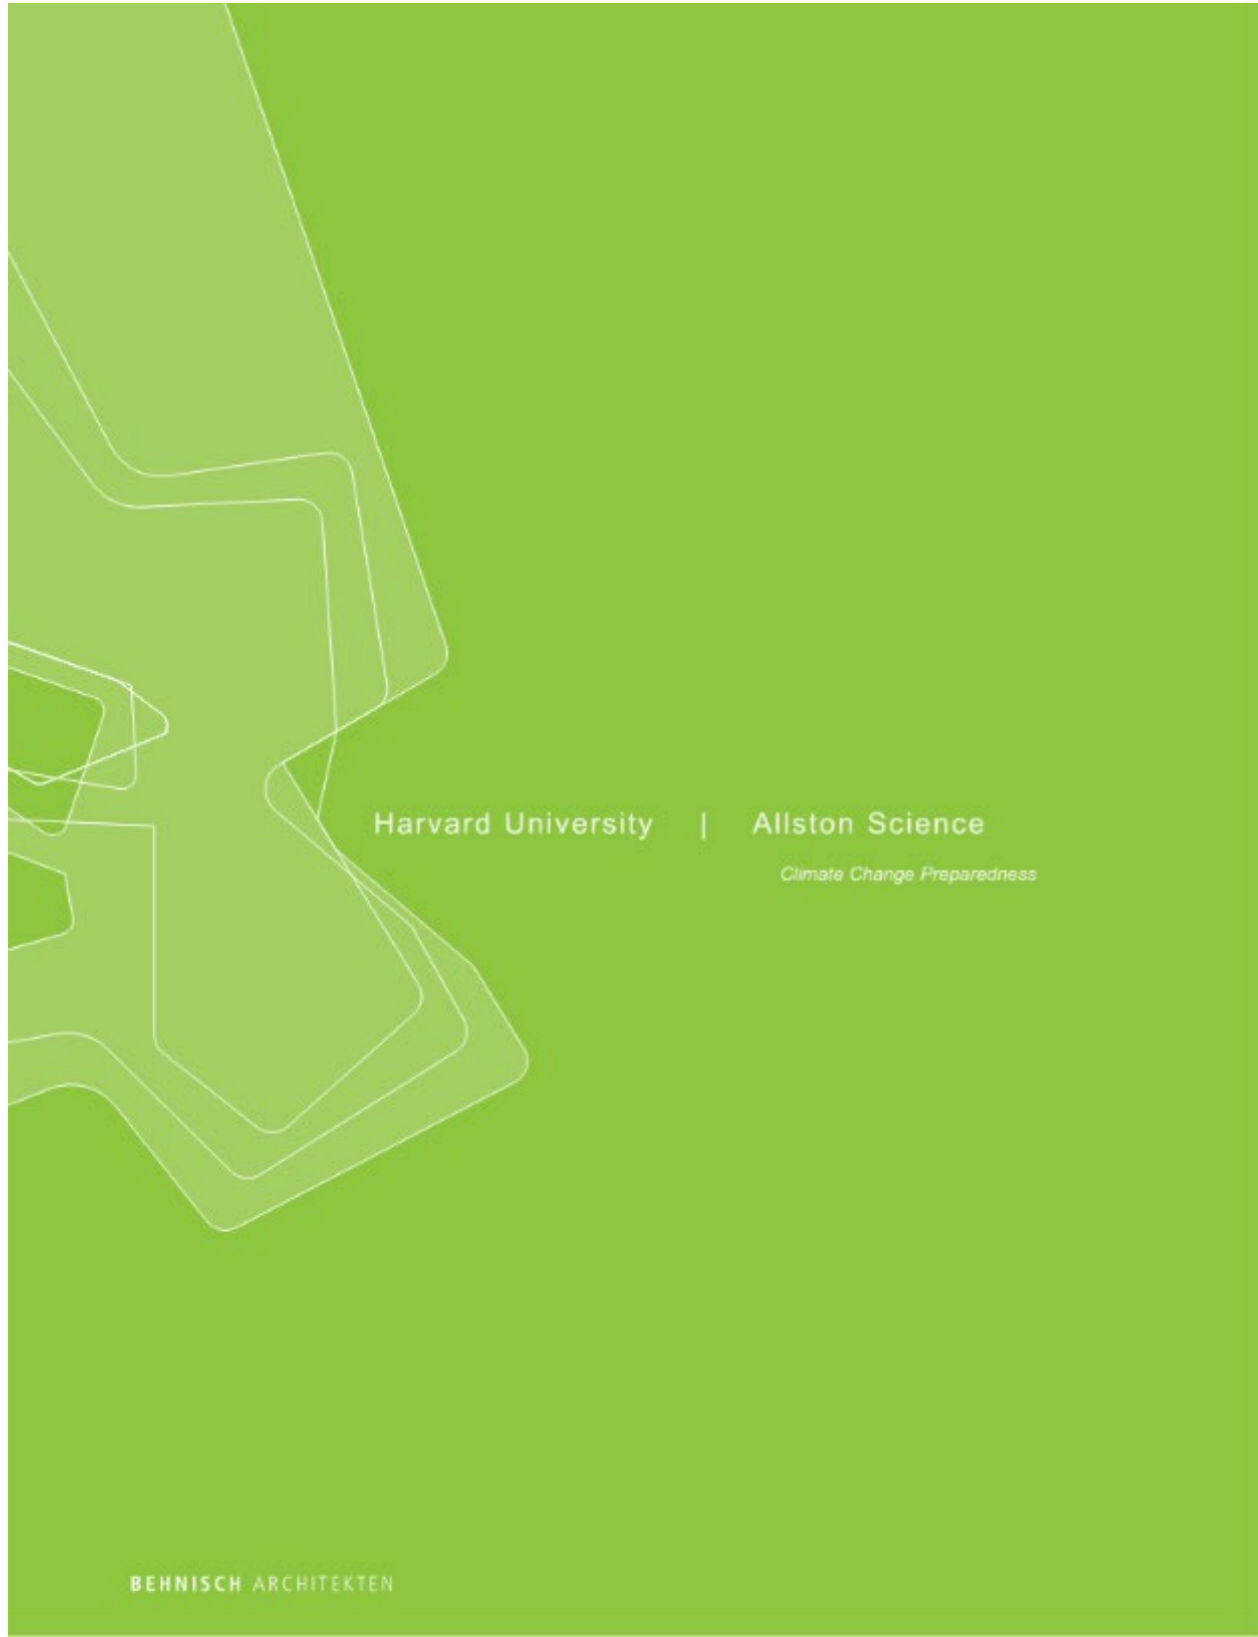 Harvard University | Allston Science
Climate Change Preparedness
BEHNISCH ARCHITEKTEN